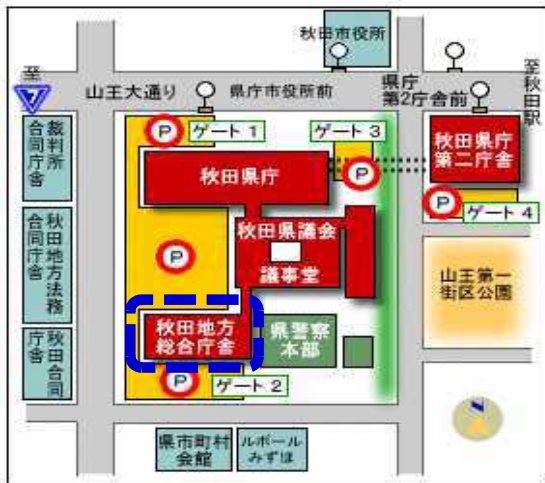 秋田市役所
至
7
山王大通り
県庁市役所前
県庁
第2庁舎前
至秋田駅
P
ゲート1
ゲート3
P
裁判所
合同庁舎
秋田県庁
秋田県庁
第二庁舎
P
ゲート4
秋田県議会
議事堂
P
秋田地方法務
合同庁舎
山王第一
街区公園
秋田地方
総合庁舎
県警察
本部
秋田合同
庁舎
P
ゲート2
N
県市町村
会館
ルポール
みずほ